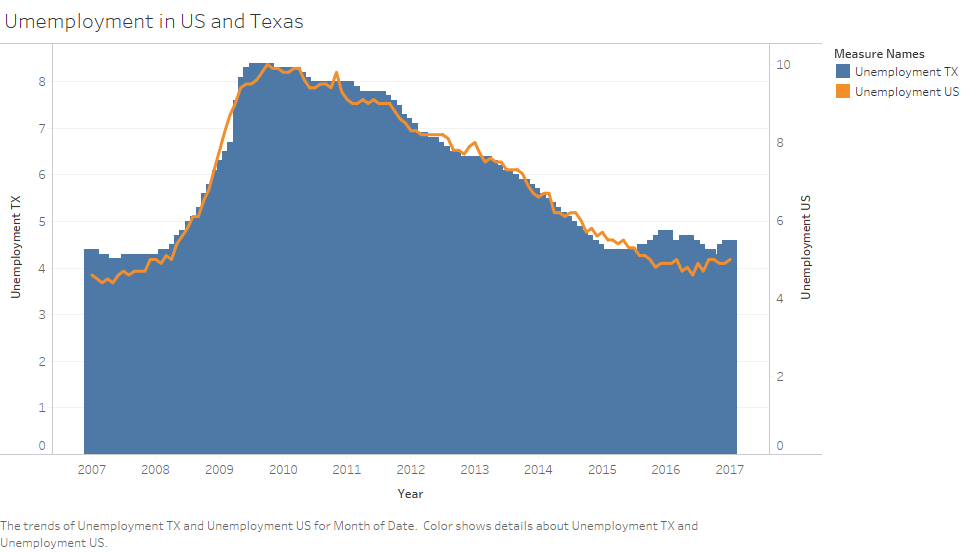 Umemployment in US and Texas
Measure Names
Unemployment TX
Unemployment US
Unemployment TX
8
7
6
5
4
3
2
1
0
10
8
6
4
2
0
Unemployment US
2007 2008 2009 2010 2011 2012 2013 2014 2015 2016 2017
Year
The trends of Unemployment TX and Unemployment US for Month of Date.  Color shows details about Unemployment TX and
Unemployment US.